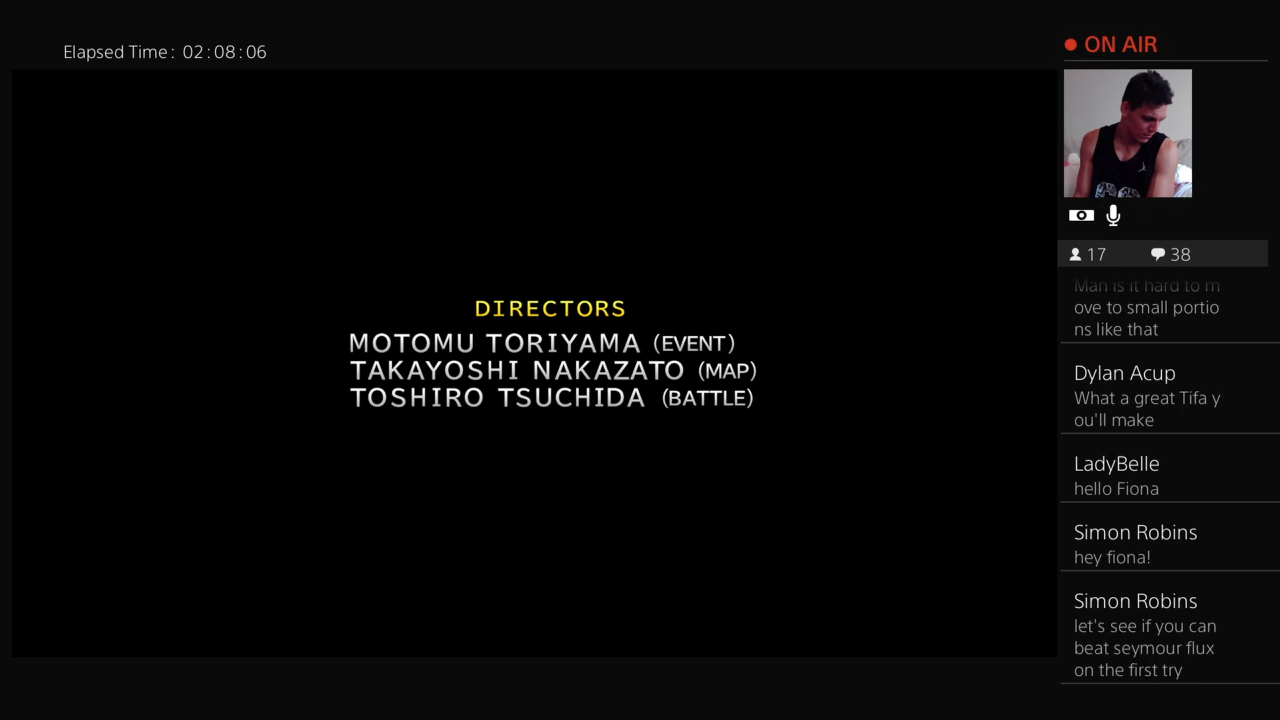 Elapsed Time: 02:08:06
ON AIR
17 38
DIRECTORS
MOTOMU TORIYAMA (EVENT)
TAKAYOSHI NAKAZATO (MAP)
TOSHIRO TSUCHIDA (BATTLE)
Man is it hard to m
ove to small portio
ns like that
Dylan Acup
What a great Tifa y
ou'll make
LadyBelle
hello Fiona
Simon Robins
hey fiona!
Simon Robins
let's see if you can
beat seymour flux
on the first try